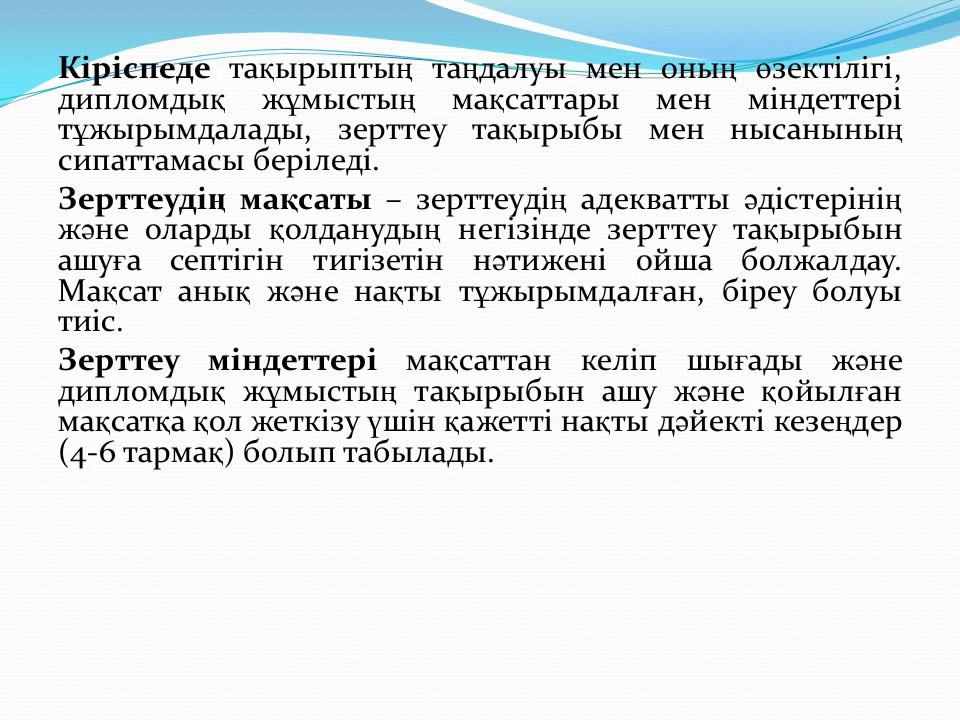 Кіріспеде тақырыптың таңдалуы мен оның өзектілігі,
дипломдық жұмыстың мақсаттары мен міндеттері
тұжырымдалады, зерттеу тақырыбы мен нысанының
сипаттамасы беріледі.
Зерттеудің мақсаты – зерттеудің адекватты әдістерінің
және оларды қолданудың негізінде зерттеу тақырыбын
ашуға септігін тигізетін нәтижені ойша болжалдау.
Мақсат анық және нақты тұжырымдалған, біреу болуы
тиіс.
Зерттеу міндеттері мақсаттан келіп шығады және
дипломдық жұмыстың тақырыбын ашу және қойылған
мақсатқа қол жеткізу үшін қажетті нақты дәйекті кезеңдер
(4-6 тармақ) болып табылады.